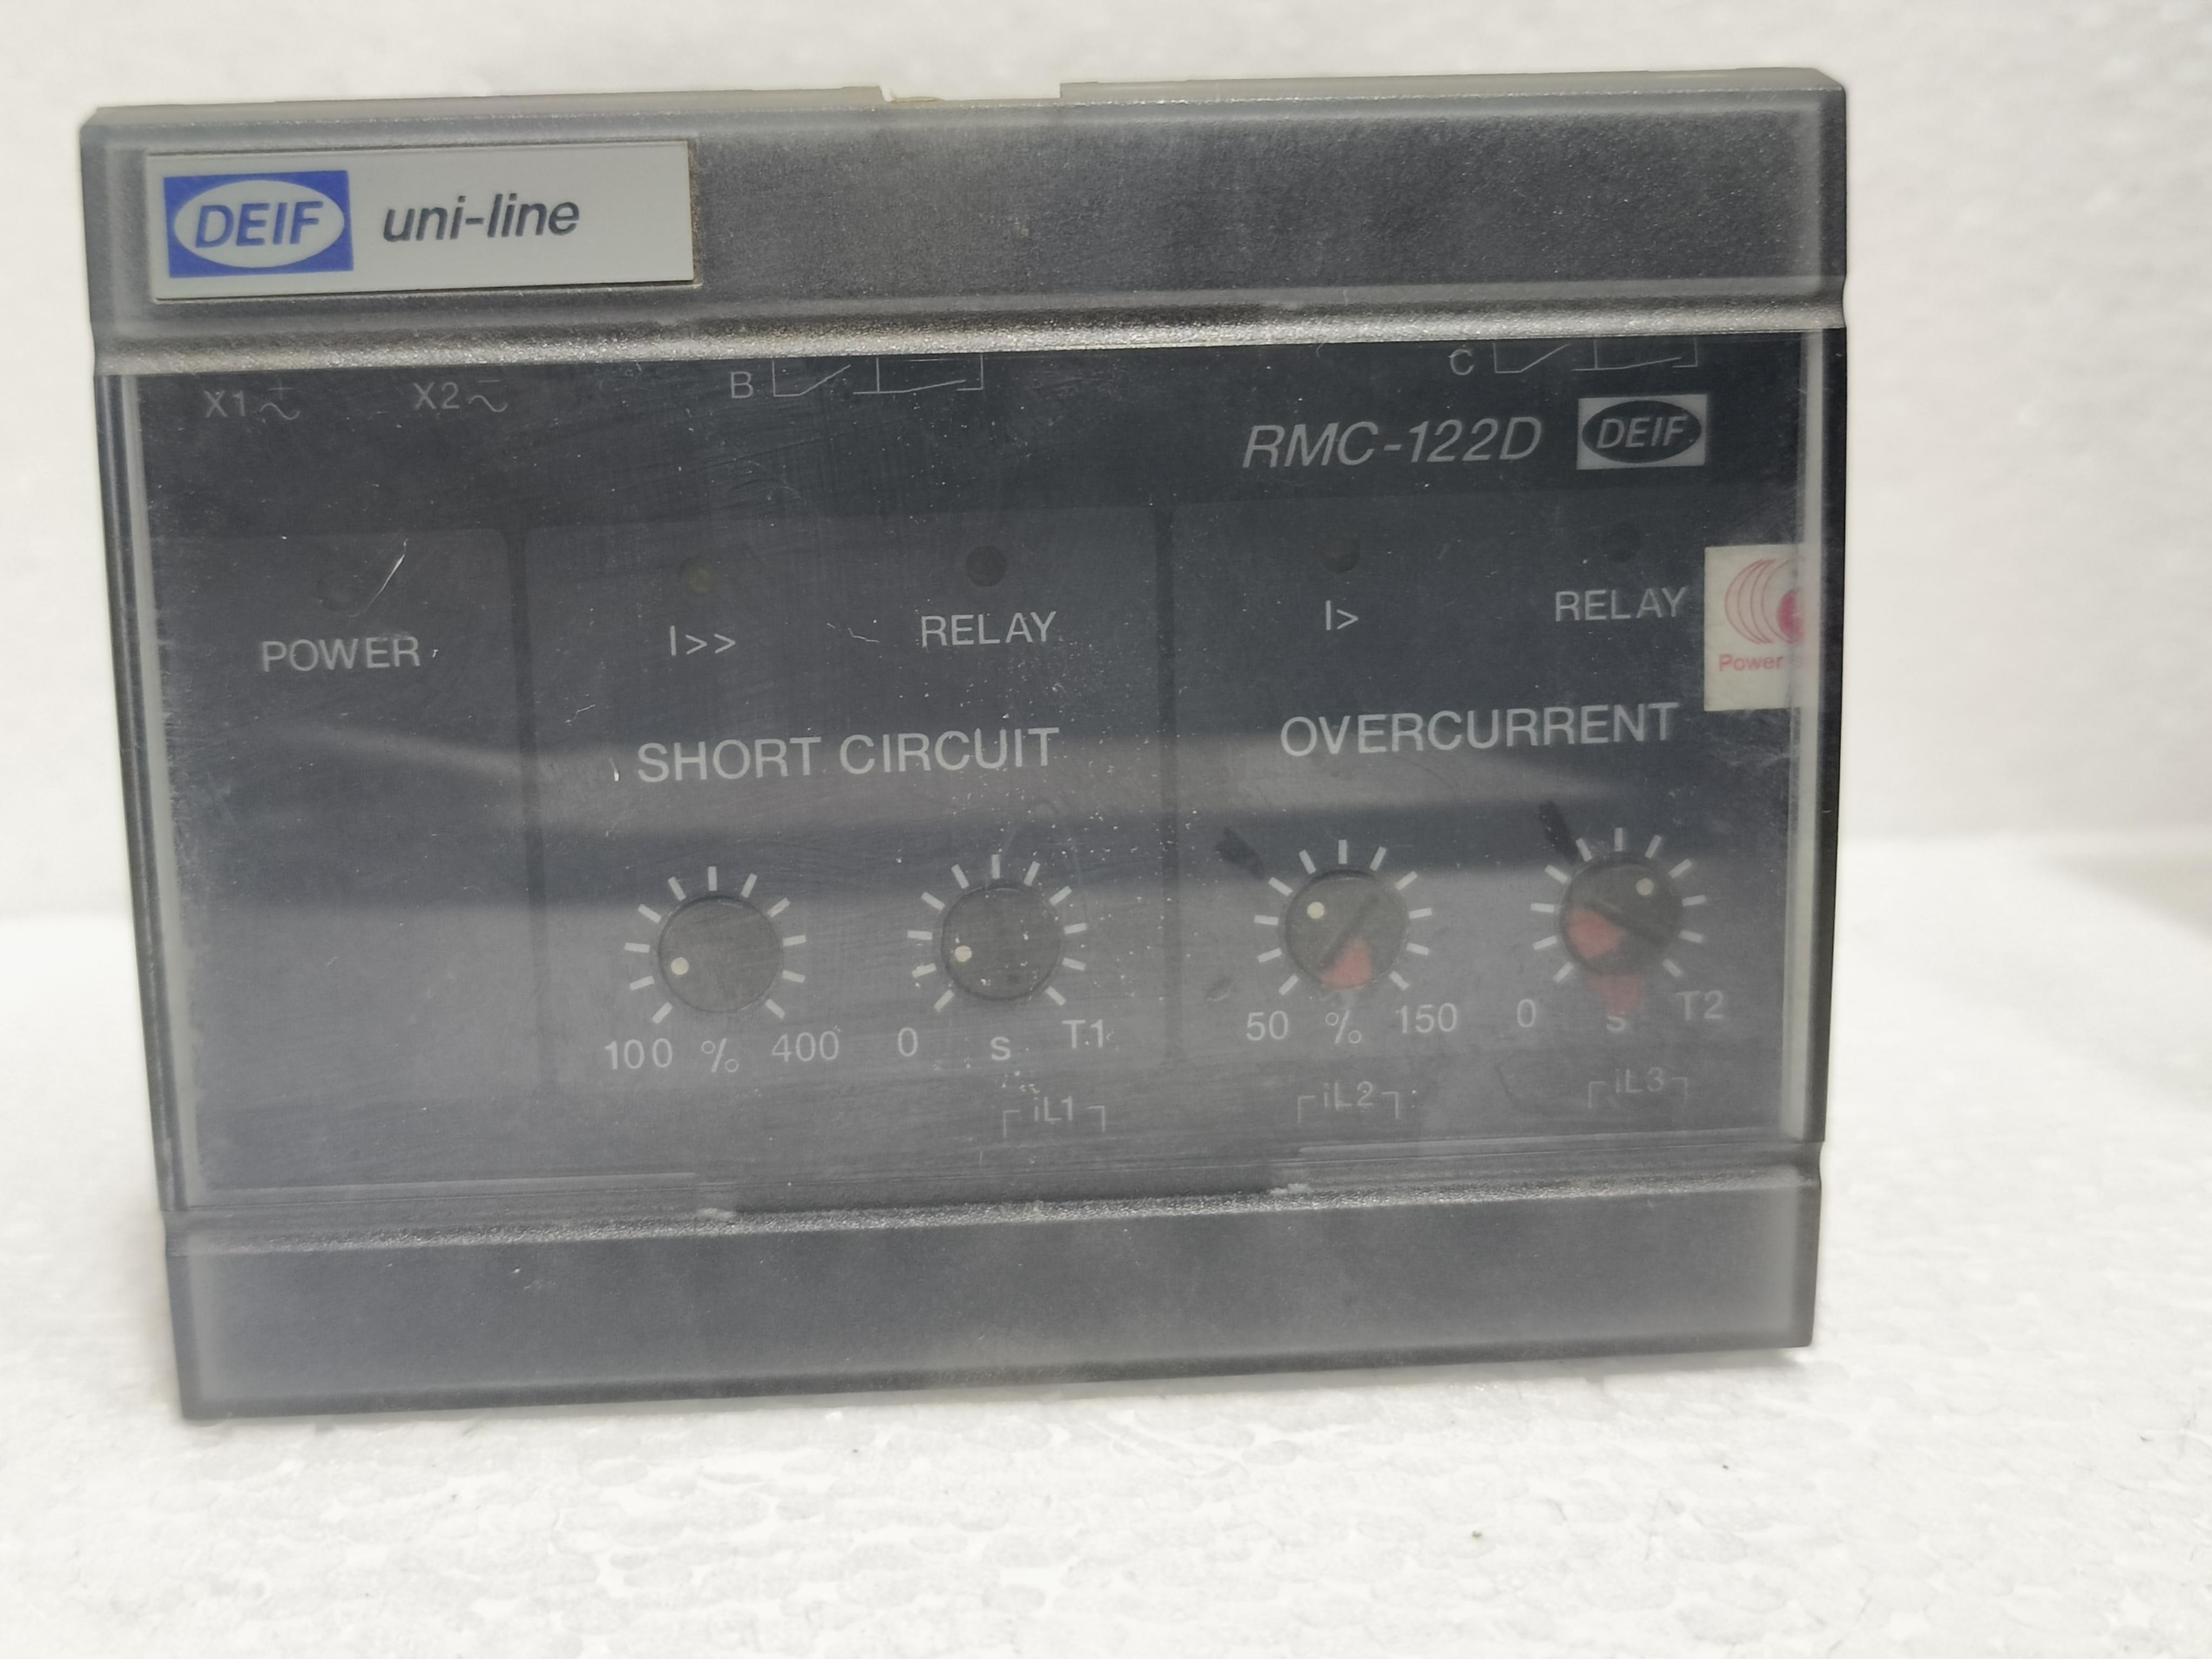 DEIF uni-line
X1 X2 B C
RMC-122D DEIF
POWER I>> RELAY I> RELAY
Power
SHORT CIRCUIT OVERCURRENT
100 % 400 0 s T1 50 % 150 0 s T2
iL1 iL2 iL3